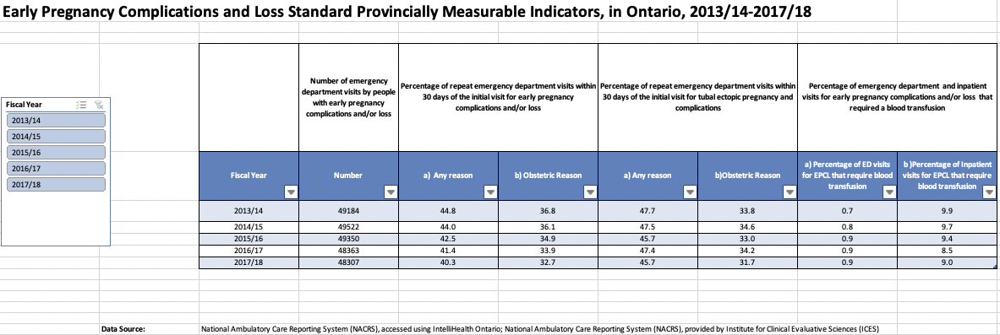 Early Pregnancy Complications and Loss Standard Provincially Measurable Indicators, in Ontario, 2013/14-2017/18
Fiscal Year
2013/14
2014/15
2015/16
2016/17
2017/18
Number of emergency
department visits by people
with early pregnancy
complications and/or loss
Percentage of repeat emergency department visits within
30 days of the initial visit for early pregnancy
complications and/or loss
Percentage of repeat emergency department visits within
30 days of the initial visit for tubal ectopic pregnancy and
complications
Percentage of emergency department and inpatient
visits for early pregnancy complications and/or loss that
required a blood transfusion
Fiscal Year
Number
a) Any reason
b) Obstetric Reason
a) Any reason
b)Obstetric Reason
a) Percentage of ED visits
for EPCL that require blood
transfusion
b )Percentage of Inpatient
visits for EPCL that require
blood transfusion
2013/14 49184 44.8 36.8 47.7 33.8 0.7 9.9
2014/15 49522 44.0 36.1 47.5 34.6 0.8 9.7
2015/16 49350 42.5 34.9 45.7 33.0 0.9 9.4
2016/17 48363 41.4 33.9 47.4 34.2 0.9 8.5
2017/18 48307 40.3 32.7 45.7 31.7 0.9 9.0
Data Source: National Ambulatory Care Reporting System (NACRS), accessed using IntelliHealth Ontario; National Ambulatory Care Reporting System (NACRS), provided by Institute for Clinical Evaluative Sciences (ICES)